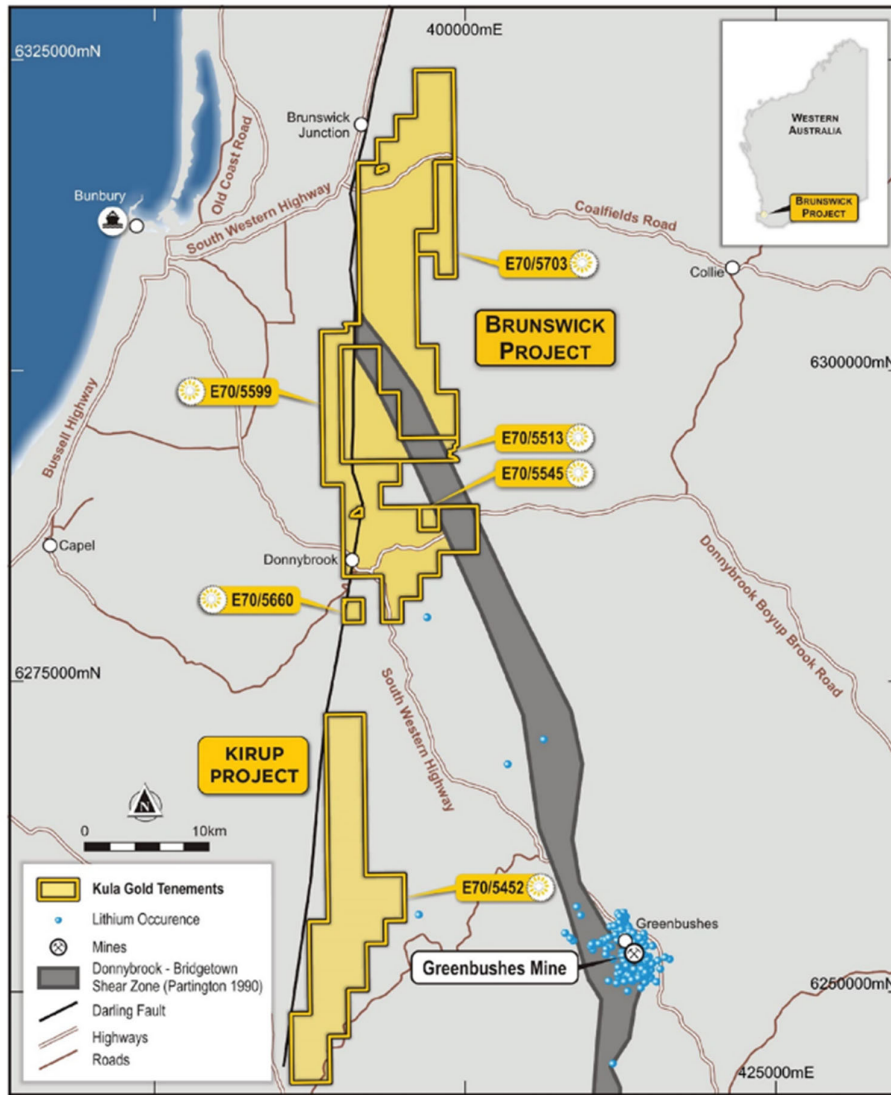 400000mE
6325000mN
Brunswick
Junction
Old Coast Road
Bunbury
South Western Highway
Coalfields Road
WESTERN
AUSTRALIA
BRUNSWICK
PROJECT
E70/5703
Collie
BRUNSWICK
PROJECT
6300000mN
E70/5599
Bussell Highway
E70/5513
E70/5545
Capel
Donnybrook
E70/5660
Donnybrook Boyup Brook Road
6275000mN
South Western Highway
KIRUP
PROJECT
N
0 10km
E70/5452
Greenbushes
Greenbushes Mine
6250000mN
425000mE
Kula Gold Tenements
Lithium Occurence
Mines
Donnybrook - Bridgetown
Shear Zone (Partington 1990)
Darling Fault
Highways
Roads